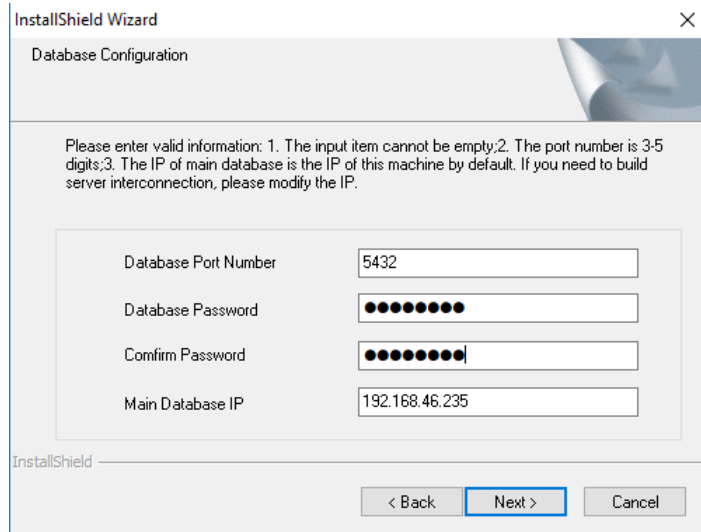 InstallShield Wizard
Database Configuration
Please enter valid information: 1. The input item cannot be empty;2. The port number is 3-5
digits;3. The IP of main database is the IP of this machine by default. If you need to build
server interconnection, please modify the IP.
Database Port Number 5432
Database Password ●●●●●●●●
Comfirm Password ●●●●●●●●
Main Database IP 192.168.46.235
InstallShield
< Back Next > Cancel